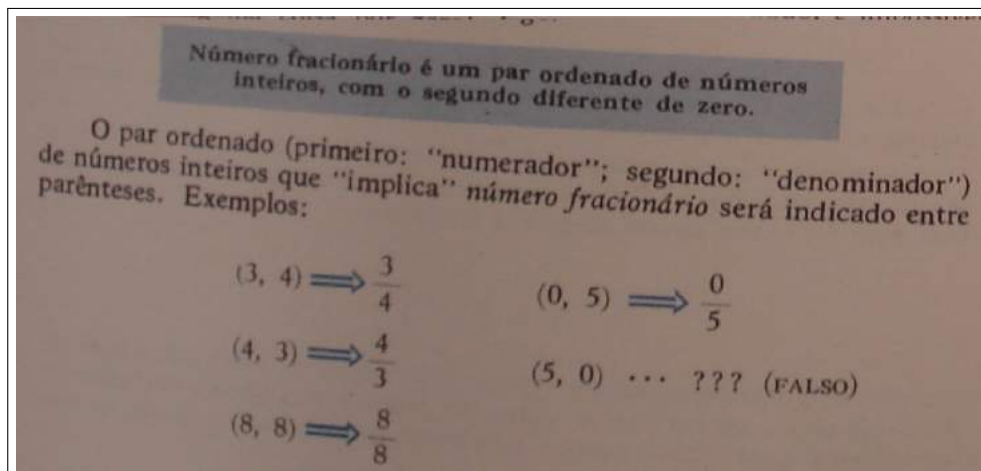 Número fracionário é um par ordenado de números
inteiros, com o segundo diferente de zero.
O par ordenado (primeiro: "numerador"; segundo: "denominador")
de números inteiros que "implica" número fracionário será indicado entre
parênteses. Exemplos:
(3, 4) ⟹ 3/4
(0, 5) ⟹ 0/5
(4, 3) ⟹ 4/3
(5, 0) ... ??? (FALSO)
(8, 8) ⟹ 8/8